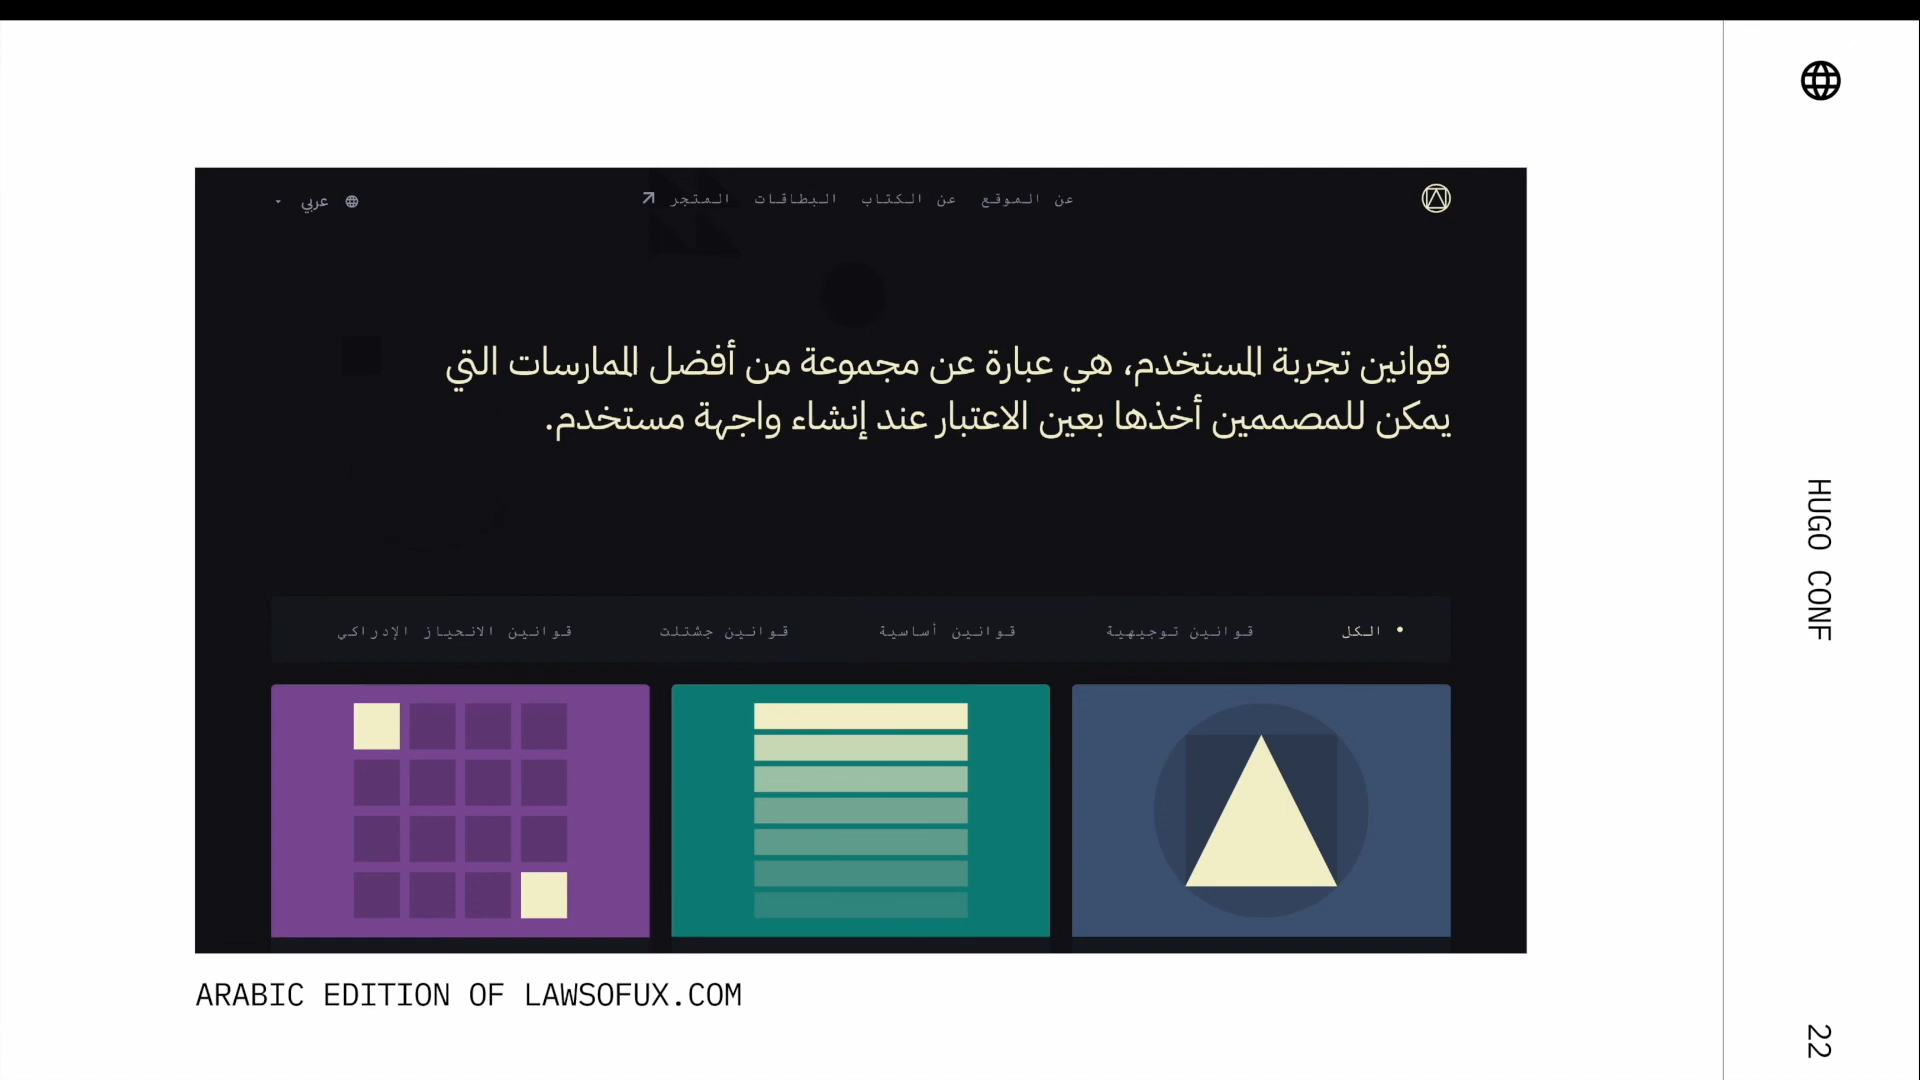 عن الموقع عن الكتاب البطاقات المتجر
عربي
قوانين تجربة المستخدم، هي عبارة عن مجموعة من أفضل الممارسات التي
يمكن للمصممين أخذها بعين الاعتبار عند إنشاء واجهة مستخدم.
الكل قوانين توجيهية قوانين أساسية قوانين جشتلت قوانين الانحياز الإدراكي
ARABIC EDITION OF LAWSOFUX.COM
HUGO CONF
22